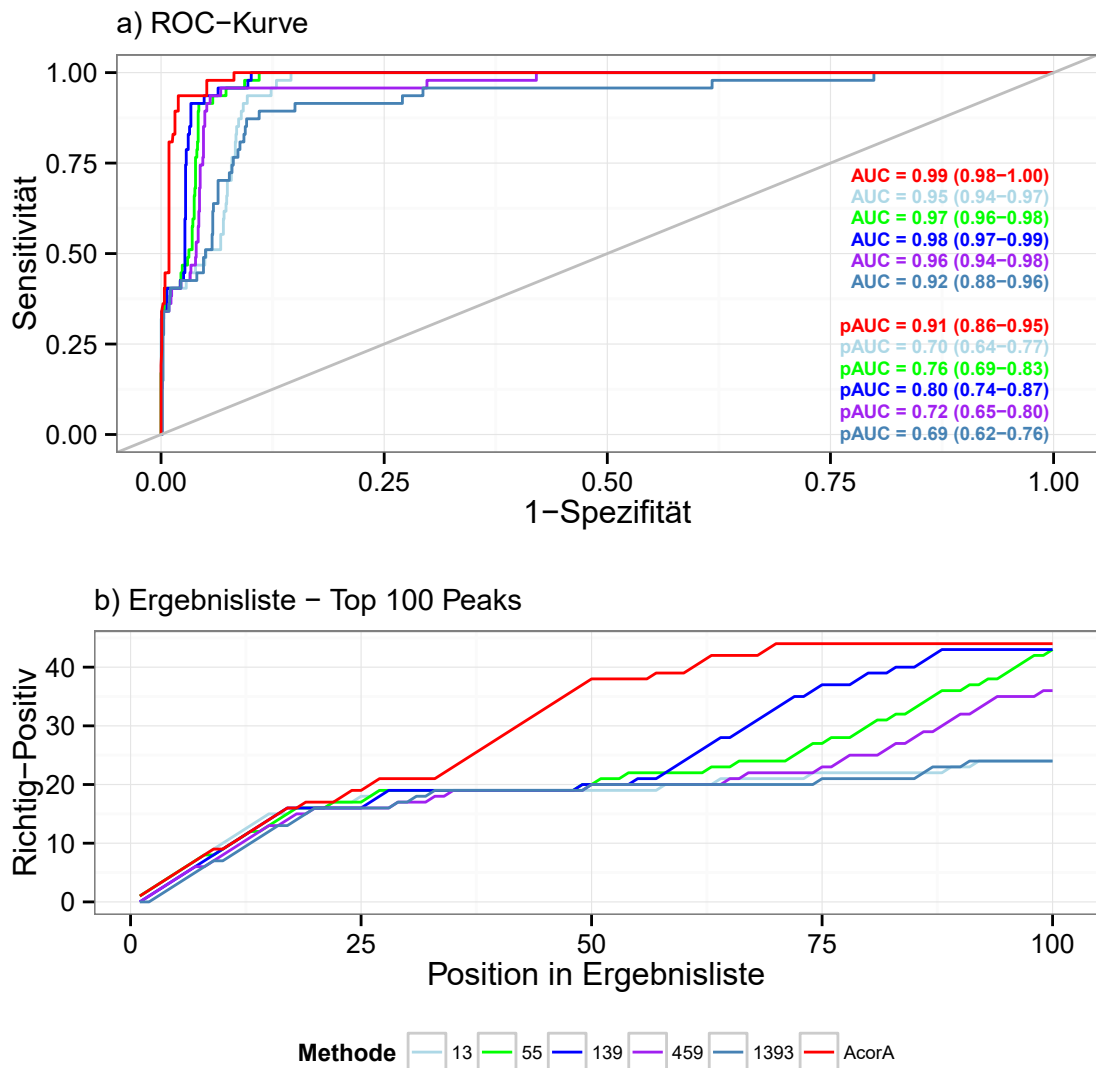 a) ROC−Kurve
1.00
0.75
0.50
0.25
0.00
Sensitivität
AUC = 0.99 (0.98−1.00)
AUC = 0.95 (0.94−0.97)
AUC = 0.97 (0.96−0.98)
AUC = 0.98 (0.97−0.99)
AUC = 0.96 (0.94−0.98)
AUC = 0.92 (0.88−0.96)
pAUC = 0.91 (0.86−0.95)
pAUC = 0.70 (0.64−0.77)
pAUC = 0.76 (0.69−0.83)
pAUC = 0.80 (0.74−0.87)
pAUC = 0.72 (0.65−0.80)
pAUC = 0.69 (0.62−0.76)
0.00 0.25 0.50 0.75 1.00
1−Spezifität
b) Ergebnisliste − Top 100 Peaks
40
30
20
10
0
Richtig−Positiv
0 25 50 75 100
Position in Ergebnisliste
Methode 13 55 139 459 1393 AcorA